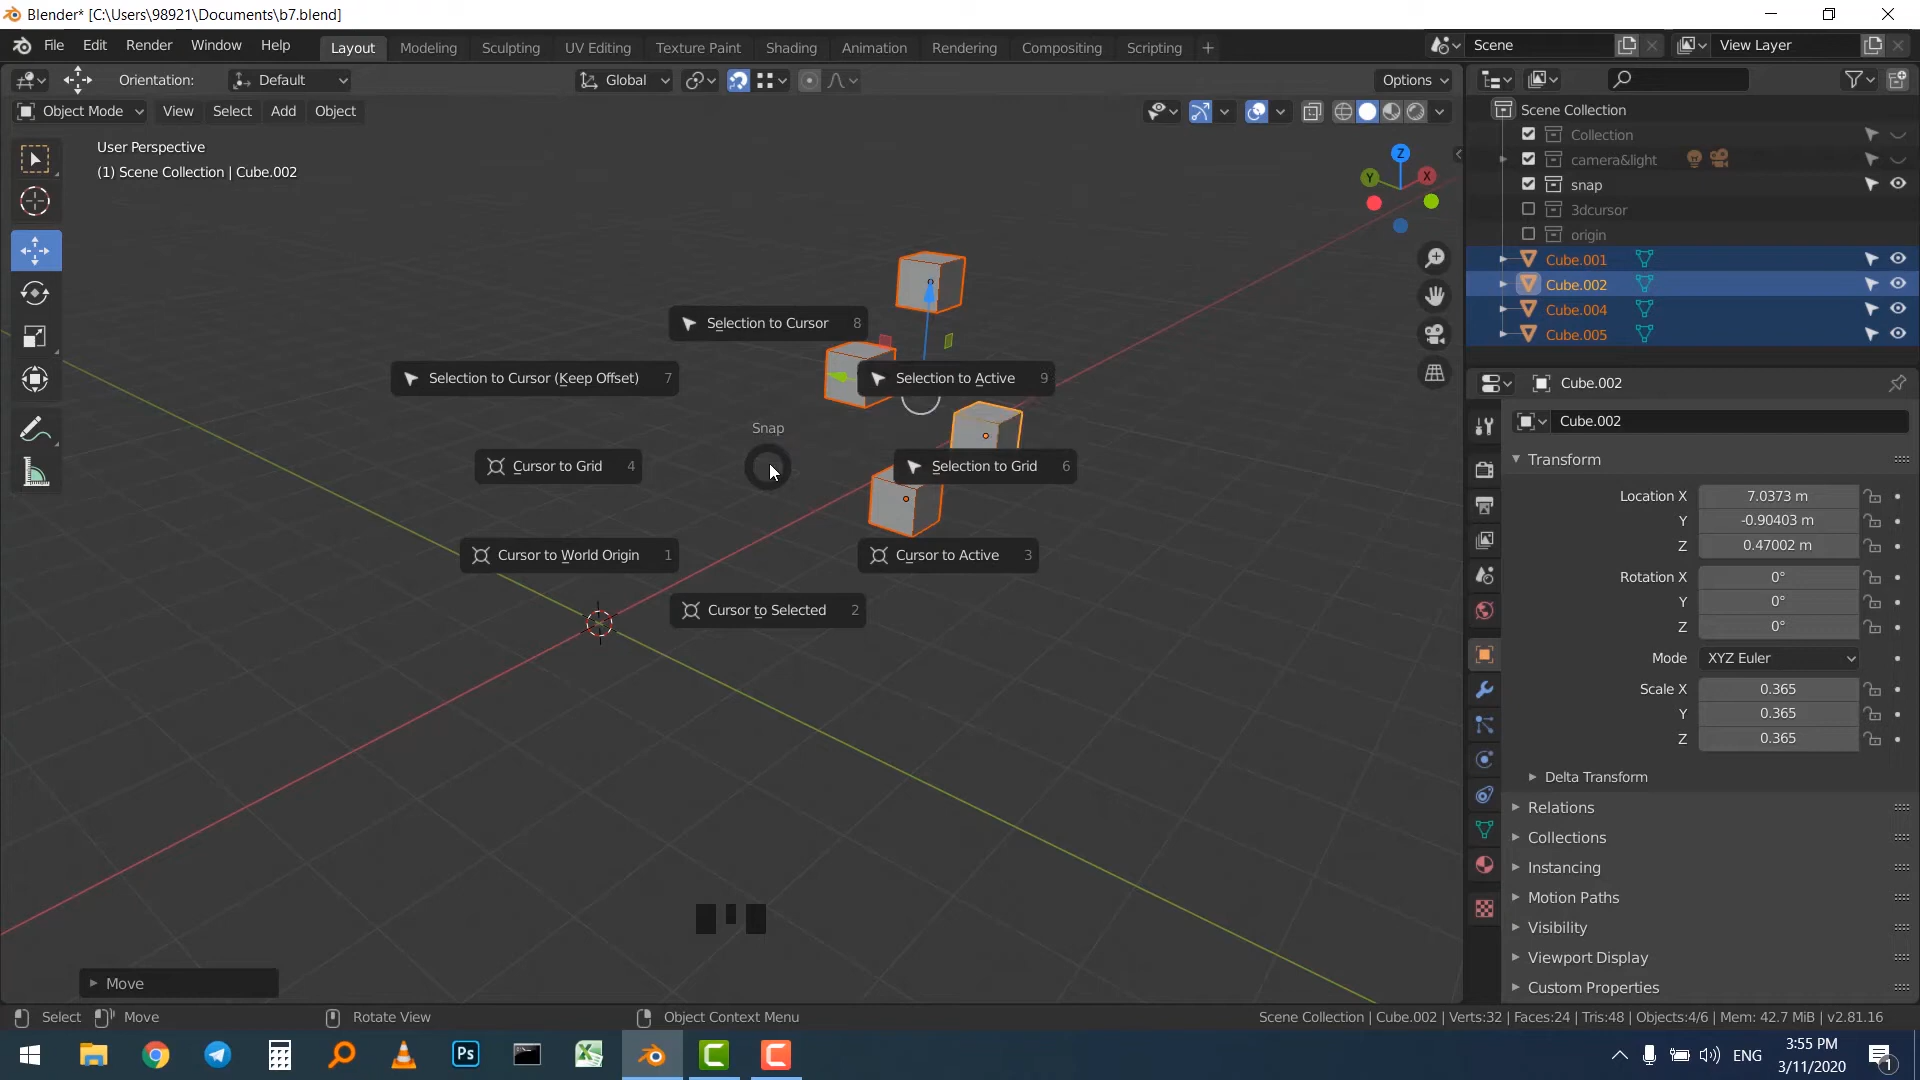 Blender* [C:\Users\98921\Documents\b7.blend]
File Edit Render Window Help Layout Modeling Sculpting UV Editing Texture Paint Shading Animation Rendering Compositing Scripting + Scene View Layer
Orientation: Default Global Options
Object Mode View Select Add Object
User Perspective
(1) Scene Collection | Cube.002
Z
Y X
Selection to Cursor 8
Selection to Cursor (Keep Offset) 7
Selection to Active 9
Snap
Cursor to Grid 4
Selection to Grid 6
Cursor to World Origin 1
Cursor to Active 3
Cursor to Selected 2
Move
Scene Collection
Collection
camera&light
snap
3dcursor
origin
Cube.001
Cube.002
Cube.004
Cube.005
Cube.002
Cube.002
Transform
Location X 7.0373 m
Y -0.90403 m
Z 0.47002 m
Rotation X 0°
Y 0°
Z 0°
Mode XYZ Euler
Scale X 0.365
Y 0.365
Z 0.365
Delta Transform
Relations
Collections
Instancing
Motion Paths
Visibility
Viewport Display
Custom Properties
Select Move Rotate View Object Context Menu Scene Collection | Cube.002 | Verts:32 | Faces:24 | Tris:48 | Objects:4/6 | Mem: 42.7 MiB | v2.81.16
Ps
ENG
3:55 PM
3/11/2020
1